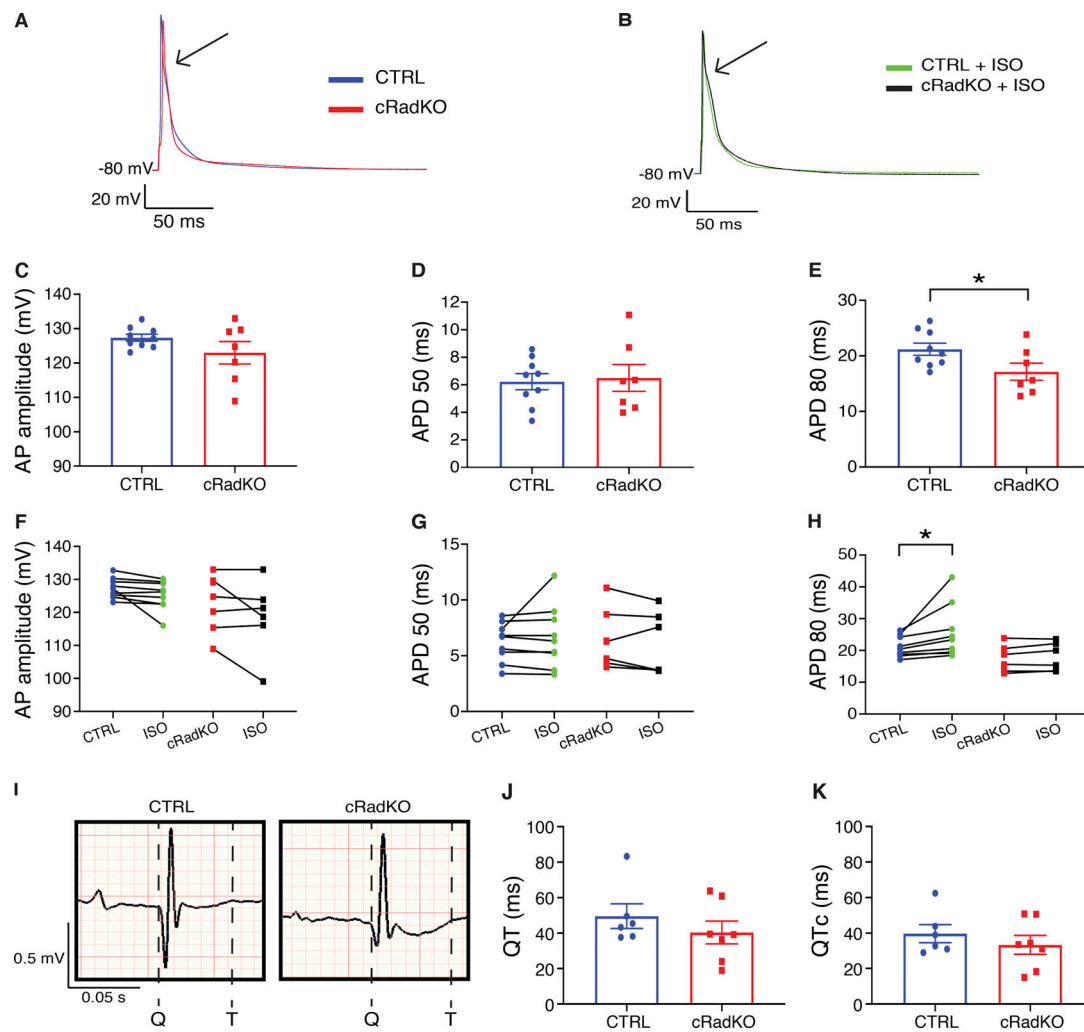 A
CTRL
cRadKO
-80 mV
20 mV
50 ms
B
CTRL + ISO
cRadKO + ISO
-80 mV
20 mV
50 ms
C
AP amplitude (mV)
140
130
120
110
100
90
CTRL
cRadKO
D
APD 50 (ms)
12
10
8
6
4
2
0
CTRL
cRadKO
E
APD 80 (ms)
30
20
10
0
*
CTRL
cRadKO
F
AP amplitude (mV)
140
130
120
110
100
90
CTRL
ISO
cRadKO
ISO
G
APD 50 (ms)
15
10
5
0
CTRL
ISO
cRadKO
ISO
H
APD 80 (ms)
50
40
30
20
10
0
*
CTRL
ISO
cRadKO
ISO
I
CTRL
cRadKO
0.5 mV
0.05 s
Q
T
Q
T
J
QT (ms)
100
80
60
40
20
0
CTRL
cRadKO
K
QTc (ms)
100
80
60
40
20
0
CTRL
cRadKO